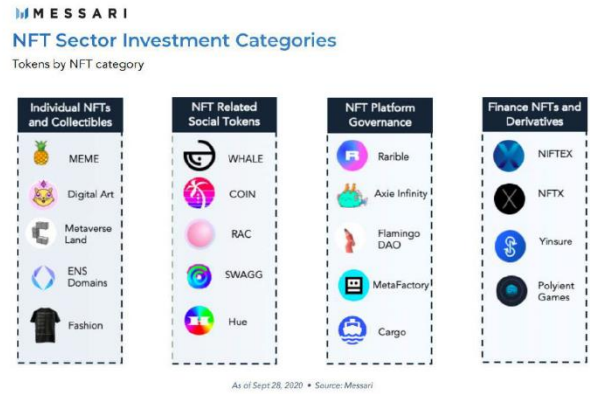 MESSARI
NFT Sector Investment Categories
Tokens by NFT category
Individual NFTs
and Collectibles
MEME
Digital Art
Metaverse
Land
ENS
Domains
Fashion
NFT Related
Social Tokens
WHALE
COIN
RAC
SWAGG
Hue
NFT Platform
Governance
R
Rarible
Axie Infinity
Flamingo
DAO
MetaFactory
Cargo
Finance NFTs and
Derivatives
NIFTEX
NFTX
Yinsure
Polyient
Games
As of Sept 28, 2020 • Source: Messari